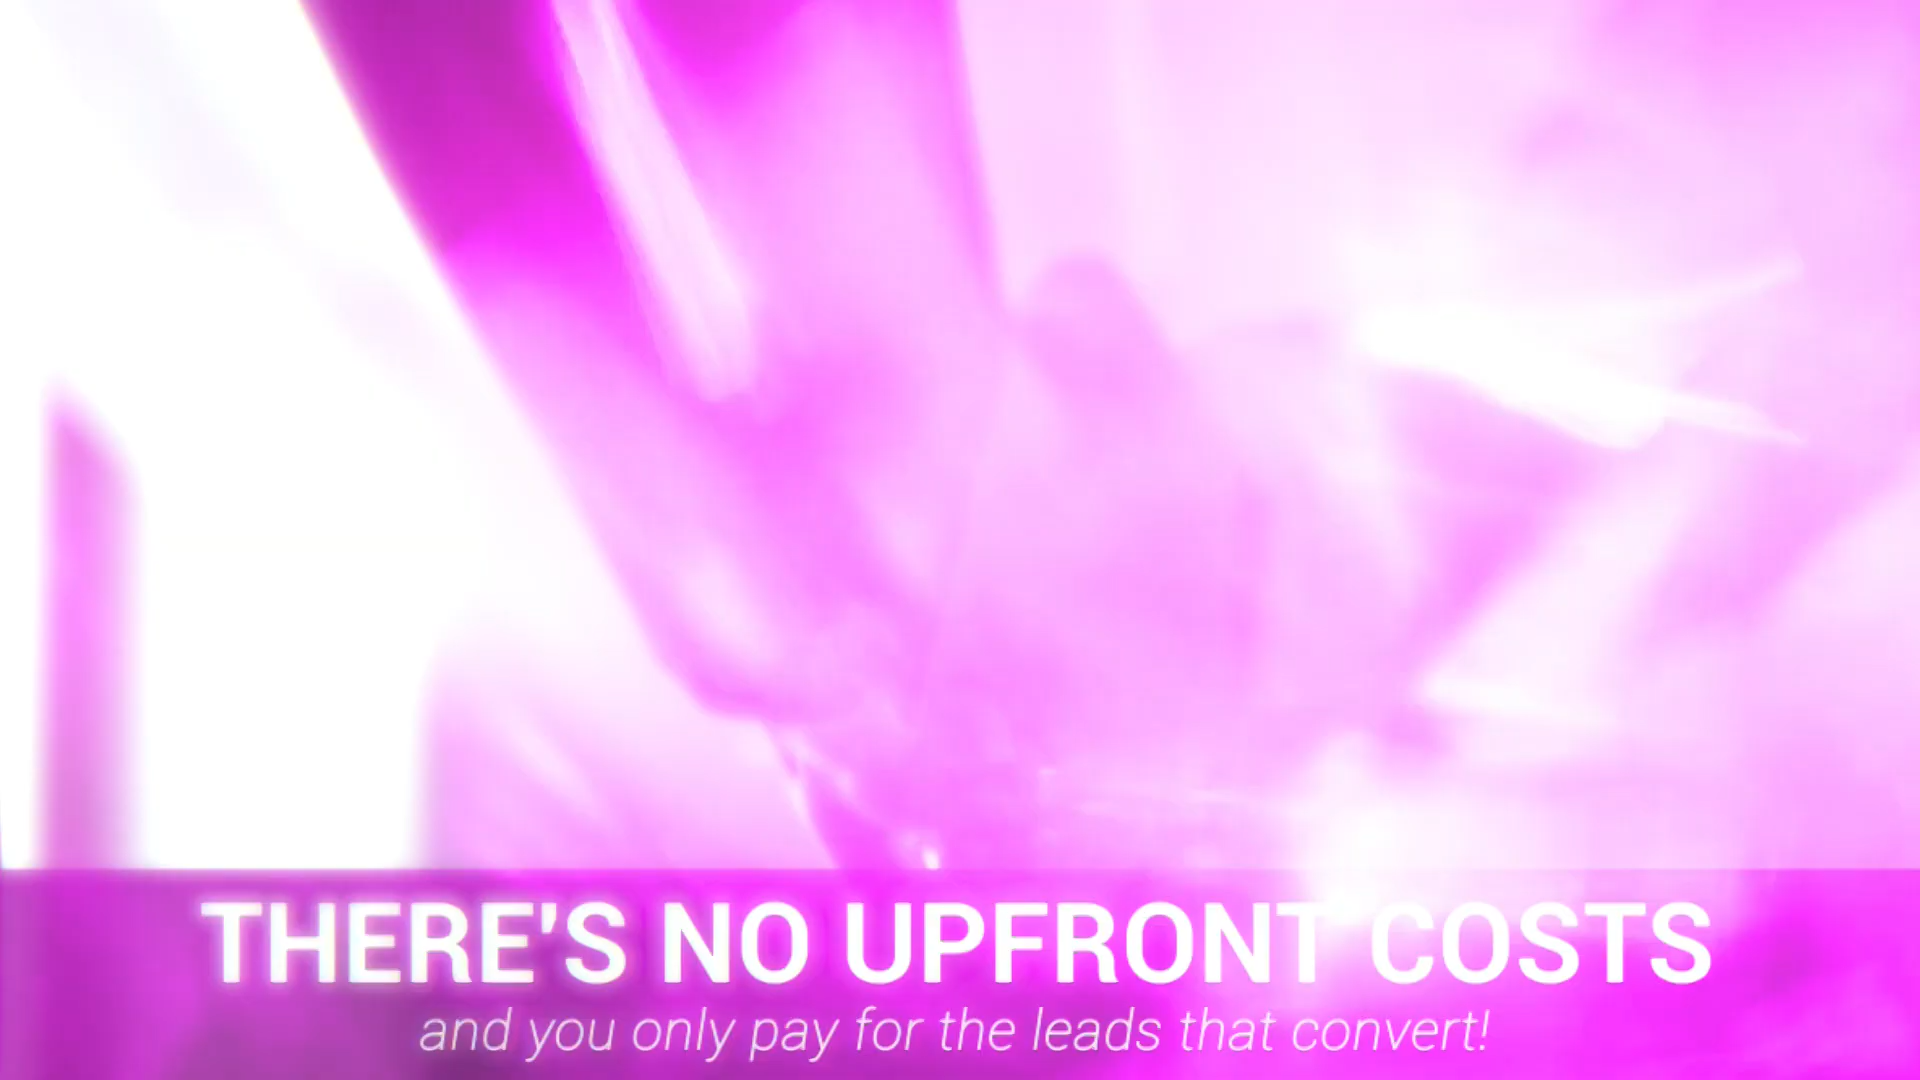 THERE'S NO UPFRONT COSTS
and you only pay for the leads that convert!